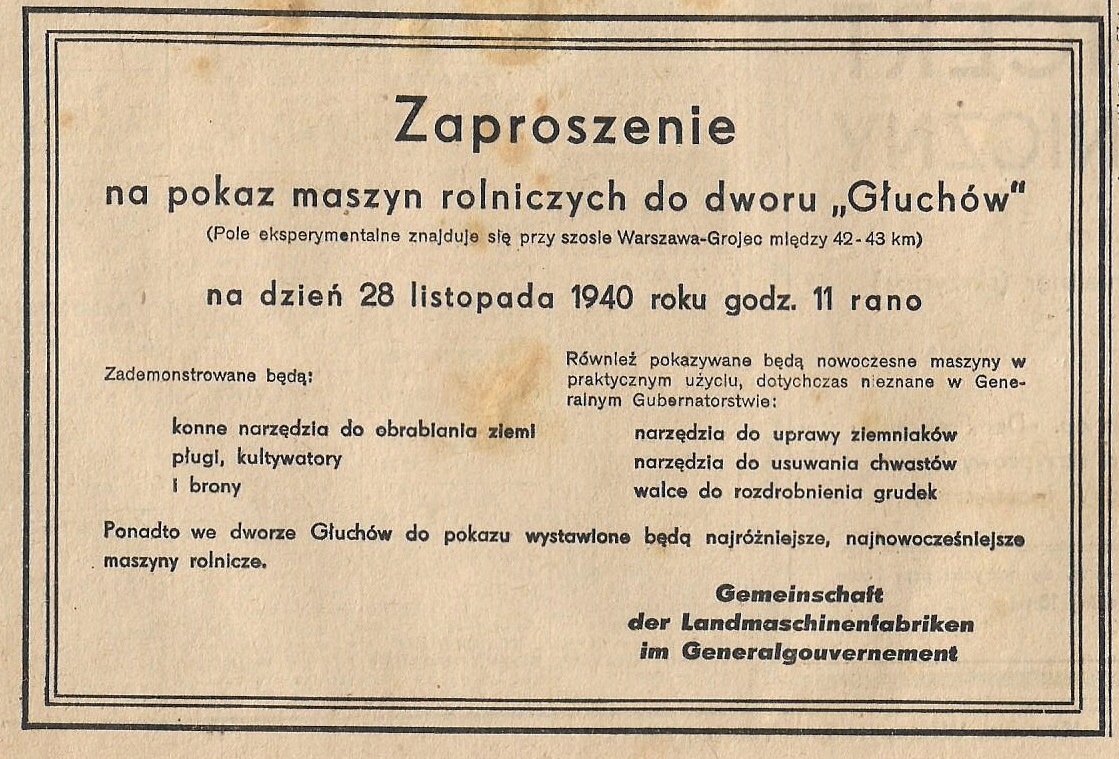 Zaproszenie
na pokaz maszyn rolniczych do dworu „Głuchów"
(Pole eksperymentalne znajduje się przy szosie Warszawa-Grojec między 42-43 km)
na dzień 28 listopada 1940 roku godz. 11 rano
Zademonstrowane będą:
konne narzędzia do obrabiania ziemi
pługi, kultywatory
i brony
Również pokazywane będą nowoczesne maszyny w
praktycznym użyciu, dotychczas nieznane w Gene-
ralnym Gubernatorstwie:
narzędzia do uprawy ziemniaków
narzędzia do usuwania chwastów
walce do rozdrobnienia grudek
Ponadto we dworze Głuchów do pokazu wystawione będą najróżniejsze, najnowocześniejsze
maszyny rolnicze.
Gemeinschaft
der Landmaschinenfabriken
im Generalgouvernement